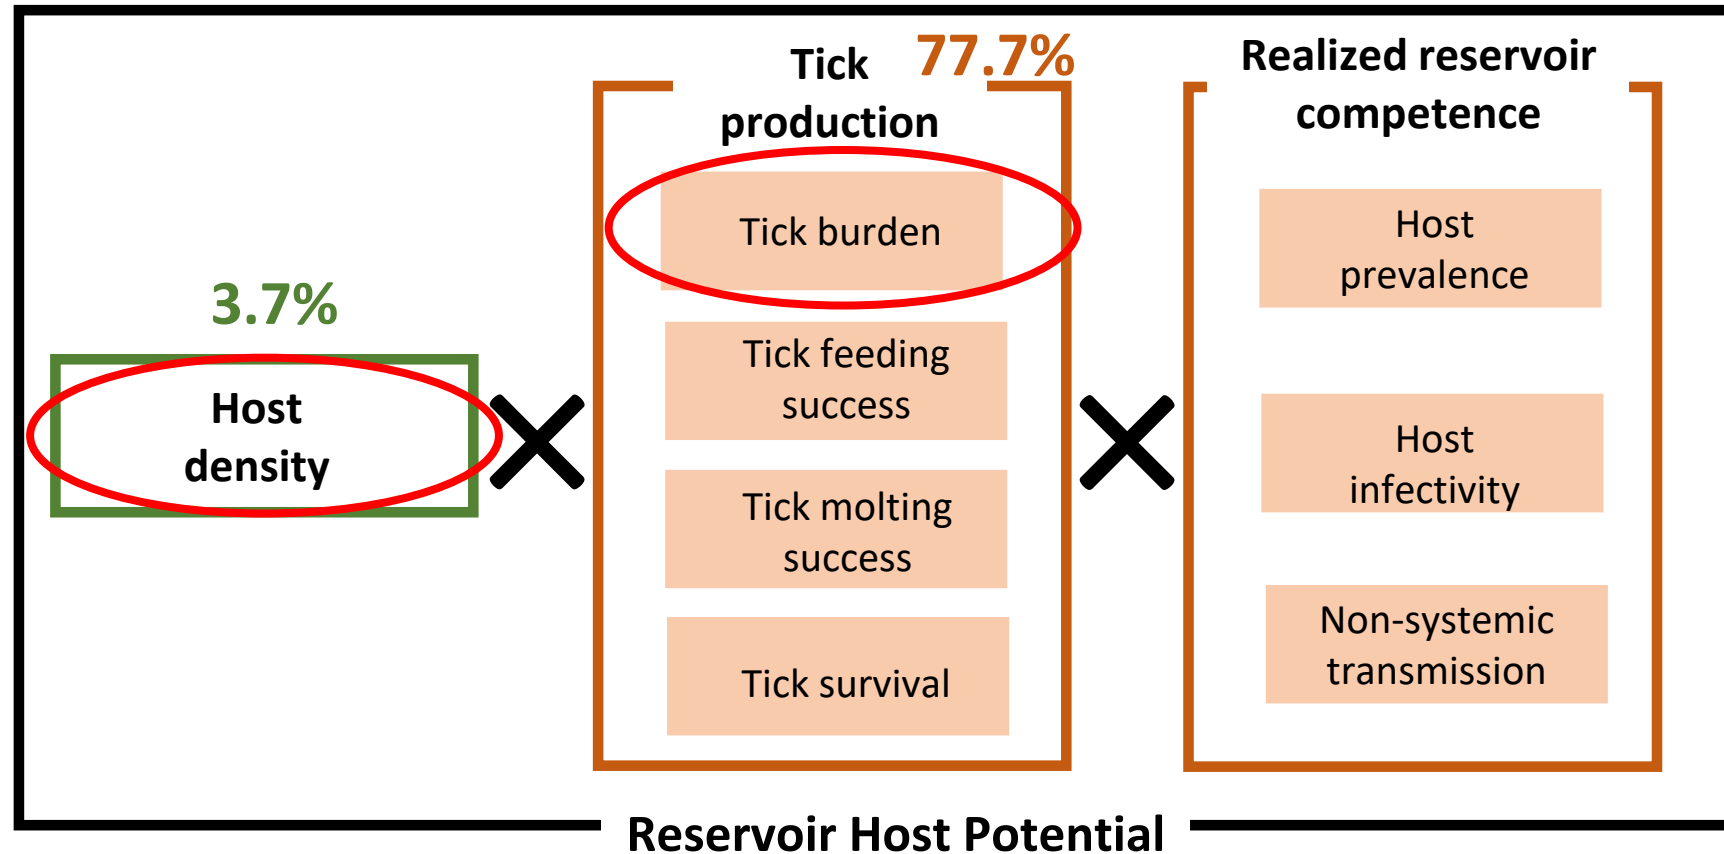 3.7%
Host
density
Tick
production
77.7%
Tick burden
Tick feeding
success
Tick molting
success
Tick survival
Realized reservoir
competence
Host
prevalence
Host
infectivity
Non-systemic
transmission
Reservoir Host Potential